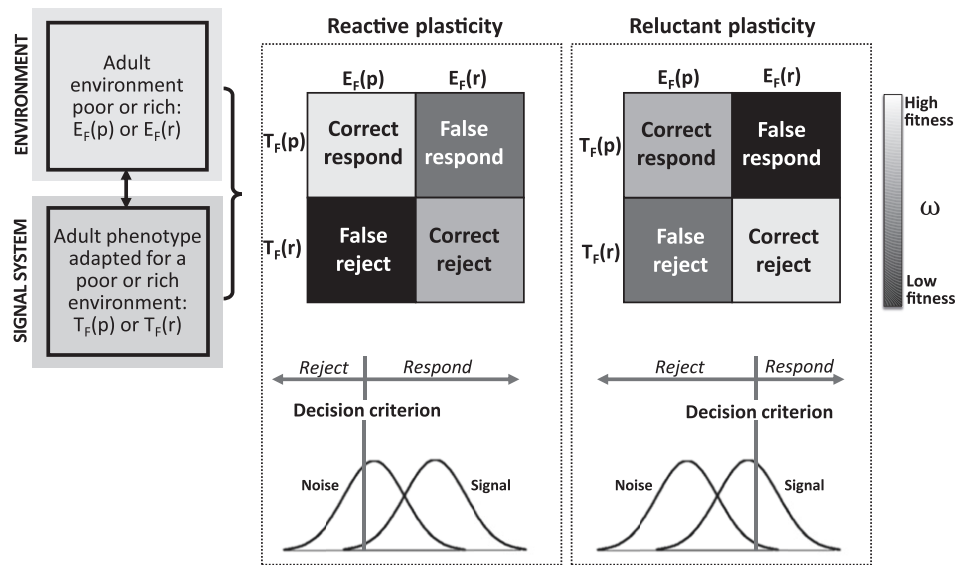 ENVIRONMENT
Adult
environment
poor or rich:
E_F(p) or E_F(r)
SIGNAL SYSTEM
Adult phenotype
adapted for a
poor or rich
environment:
T_F(p) or T_F(r)
Reactive plasticity
E_F(p) E_F(r)
T_F(p)
Correct
respond
False
respond
T_F(r)
False
reject
Correct
reject
Reject Respond
Decision criterion
Noise Signal
Reluctant plasticity
E_F(p) E_F(r)
T_F(p)
Correct
respond
False
respond
T_F(r)
False
reject
Correct
reject
Reject Respond
Decision criterion
Noise Signal
High
fitness
ω
Low
fitness